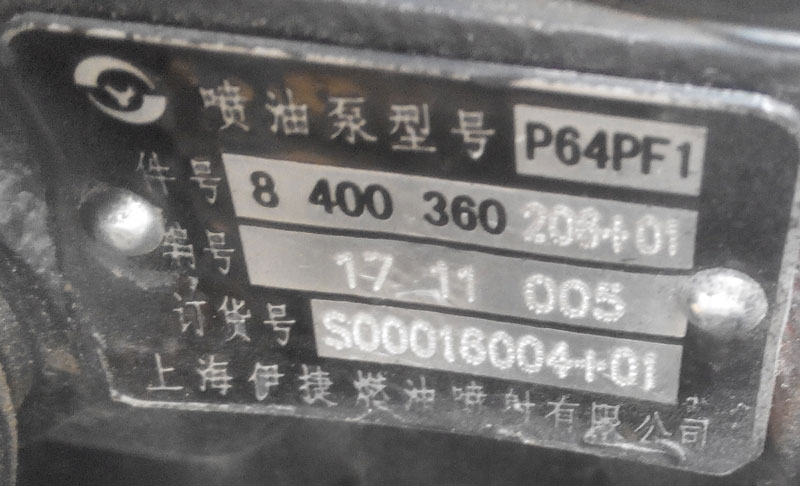 喷油泵型号 P64PF1
件号 8 400 360 208+01
编号 17 11 005
订货号 S00016004+01
上海伊捷燃油喷射有限公司